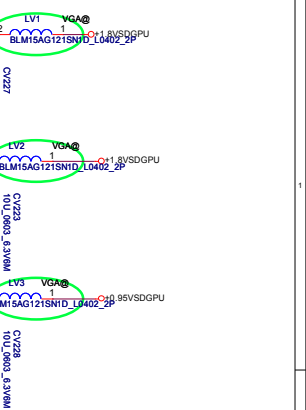 LV1 VGA@
2 1 +1.8VSDGPU
BLM15AG121SN1D_L0402_2P
CV227
LV2 VGA@
1 +1.8VSDGPU
BLM15AG121SN1D_L0402_2P
CV223
10U_0603_6.3V6M
1
LV3 VGA@
1 +0.95VSDGPU
M15AG121SN1D_L0402_2P
CV228
10U_0603_6.3V6M